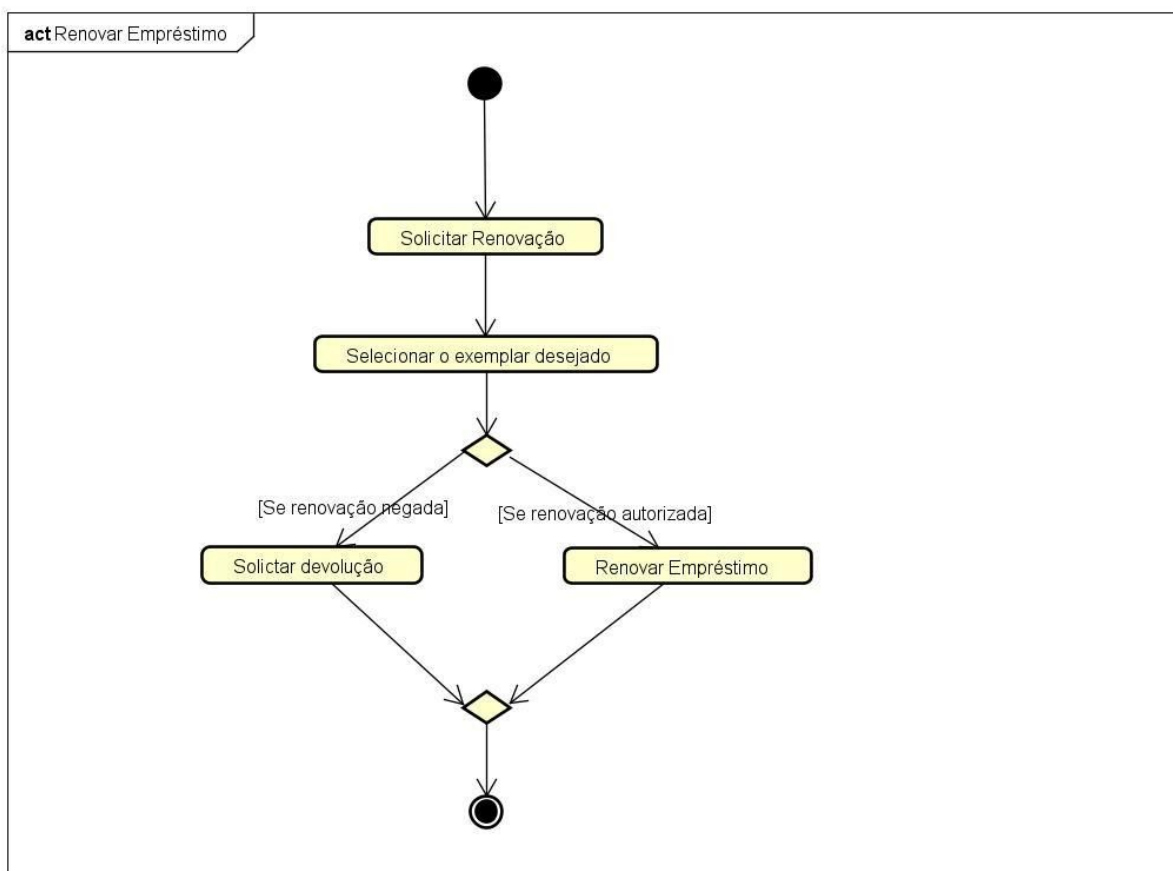 act Renovar Empréstimo
Solicitar Renovação
Selecionar o exemplar desejado
[Se renovação negada]
[Se renovação autorizada]
Solictar devolução
Renovar Empréstimo